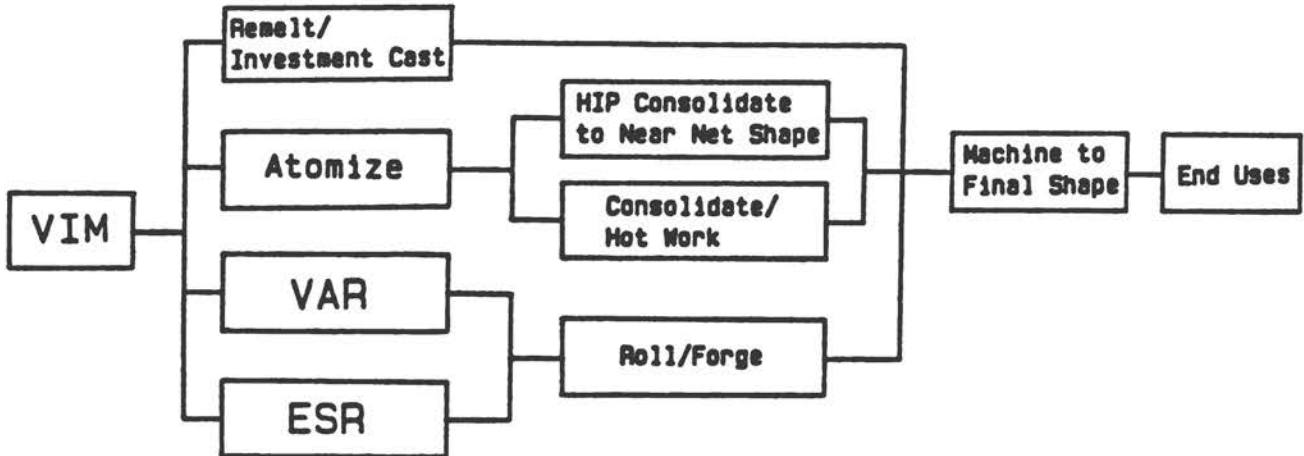 Remelt/
Investment Cast
HIP Consolidate
to Near Net Shape
Atomize
Machine to
Final Shape
End Uses
Consolidate/
Hot Work
VIM
VAR
Roll/Forge
ESR